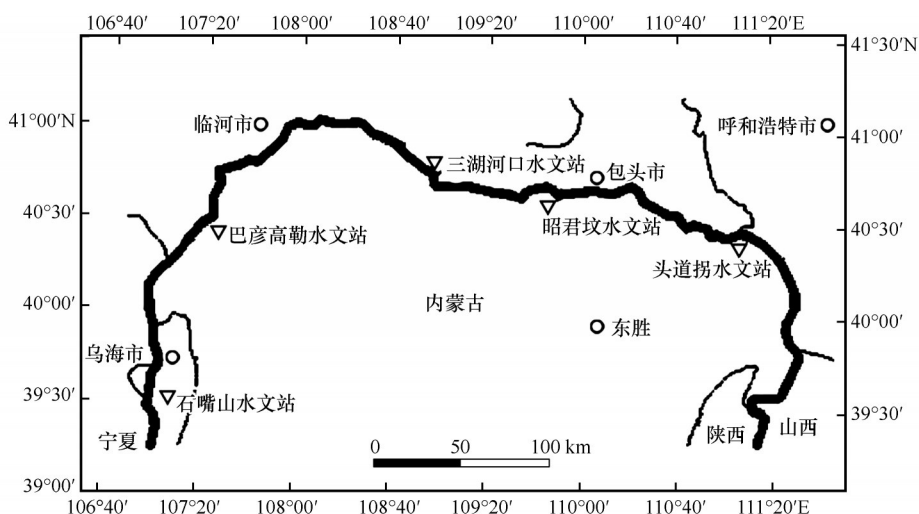 106°40′ 107°20′ 108°00′ 108°40′ 109°20′ 110°00′ 110°40′ 111°20′E
41°30′N
41°00′N
临河市
呼和浩特市
41°00′
三湖河口水文站
包头市
40°30′
巴彦高勒水文站
昭君坟水文站
40°30′
头道拐水文站
40°00′
内蒙古
东胜
40°00′
乌海市
39°30′
石嘴山水文站
39°30′
宁夏
陕西
山西
0 50 100 km
39°00′
106°40′ 107°20′ 108°00′ 108°40′ 109°20′ 110°00′ 110°40′ 111°20′E